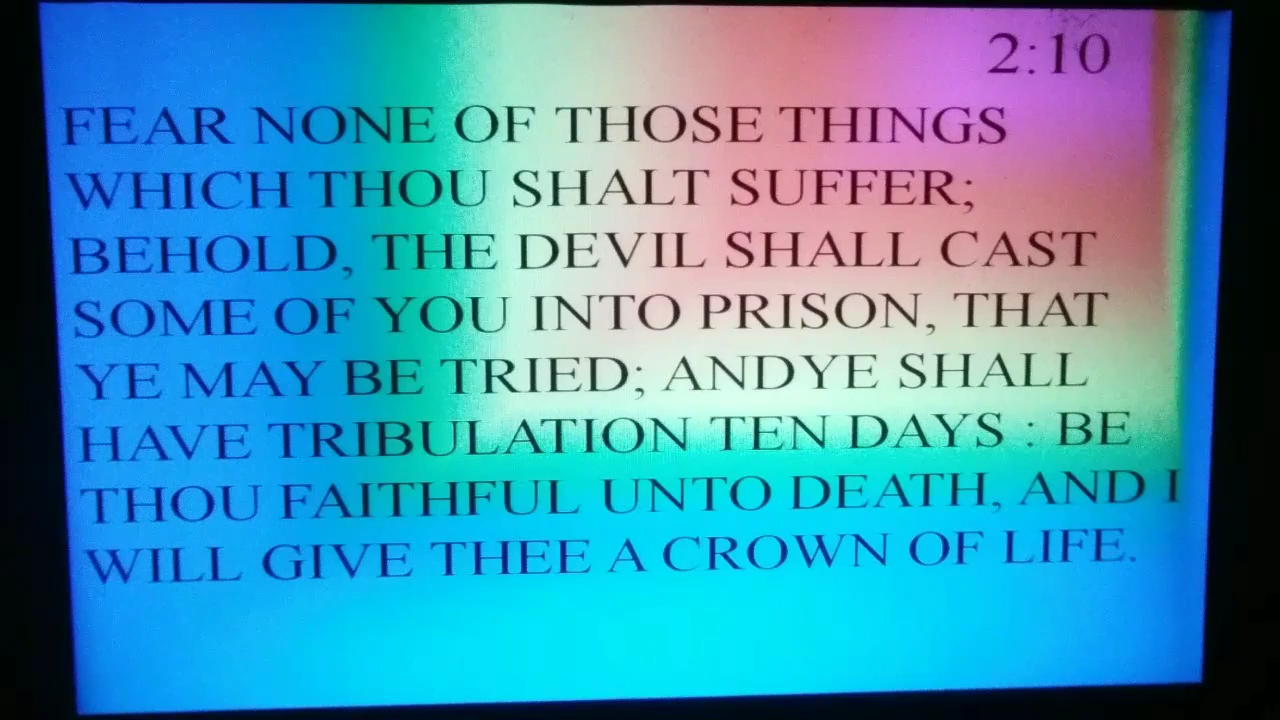 2:10
FEAR NONE OF THOSE THINGS
WHICH THOU SHALT SUFFER;
BEHOLD, THE DEVIL SHALL CAST
SOME OF YOU INTO PRISON, THAT
YE MAY BE TRIED; ANDYE SHALL
HAVE TRIBULATION TEN DAYS : BE
THOU FAITHFUL UNTO DEATH, AND I
WILL GIVE THEE A CROWN OF LIFE.